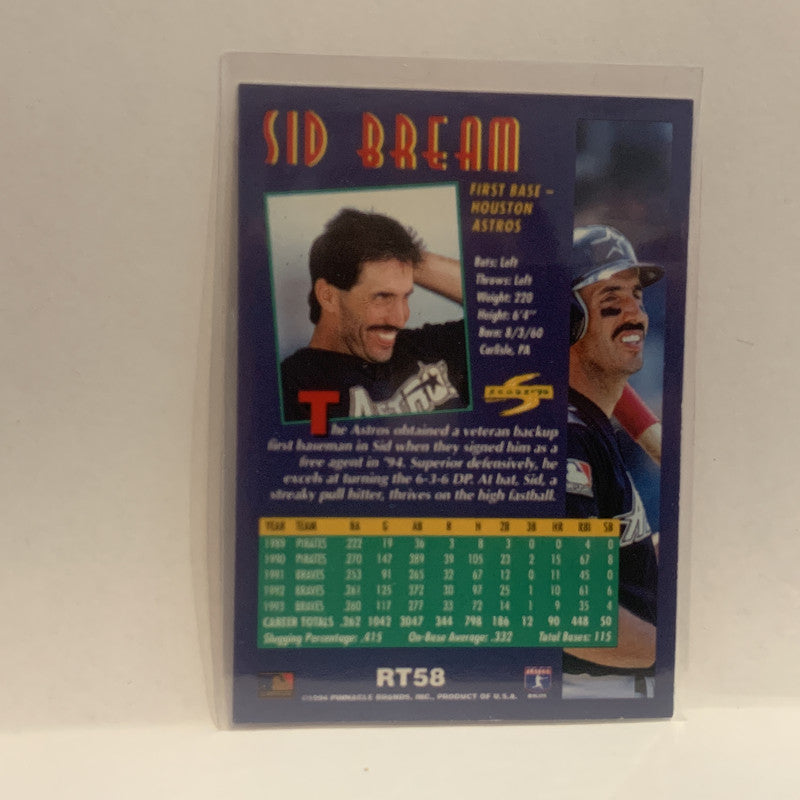 SID BREAM
FIRST BASE –
HOUSTON
ASTROS
Bats: Left
Throws: Left
Weight: 220
Height: 6'4"
Born: 8/3/60
Carlisle, PA
The Astros obtained a veteran backup
first baseman in Sid when they signed him as a
free agent in '94. Superior defensively, he
excels at turning the 6-3-6 DP. At bat, Sid, a
streaky pull hitter, thrives on the high fastball.
YEAR TEAM BA G AB R H 2B 3B HR RBI SB
1989 PIRATES .222 19 36 3 8 3 0 0 4 0
1990 PIRATES .270 147 389 39 105 23 2 15 67 8
1991 BRAVES .253 91 265 32 67 12 0 11 45 0
1992 BRAVES .261 125 372 30 97 25 1 10 61 6
1993 BRAVES .260 117 277 33 72 14 1 9 35 4
CAREER TOTALS .262 1042 3047 344 798 186 12 90 448 50
Slugging Percentage: .415 On-Base Average: .332 Total Bases: 115
RT58
©1994 PINNACLE BRANDS, INC., PRODUCT OF U.S.A.